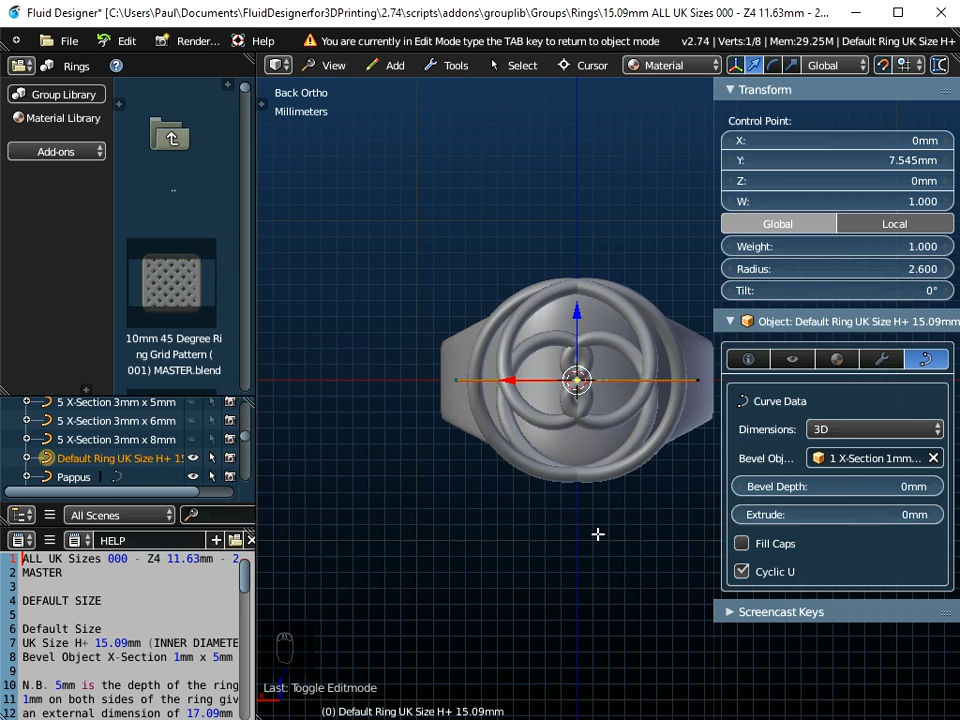 Fluid Designer* [C:\Users\Paul\Documents\FluidDesignerfor3DPrinting\2.74\scripts\addons\grouplib\Groups\Rings\15.09mm ALL UK Sizes 000 - Z4 11.63mm - 2...
File Edit Render... Help You are currently in Edit Mode type the TAB key to return to object mode v2.74 | Verts:1/8 | Mem:29.25M | Default Ring UK Size H+
Rings
View Add Tools Select Cursor Material Global
Group Library
Material Library
Add-ons
..
10mm 45 Degree Ri
ng Grid Pattern (
001) MASTER.blend
Back Ortho
Millimeters
Transform
Control Point:
X: 0mm
Y: 7.545mm
Z: 0mm
W: 1.000
Global Local
Weight: 1.000
Radius: 2.600
Tilt: 0°
Object: Default Ring UK Size H+ 15.09mm
Curve Data
Dimensions: 3D
Bevel Obj... 1 X-Section 1mm...
Bevel Depth: 0mm
Extrude: 0mm
Fill Caps
Cyclic U
Screencast Keys
5 X-Section 3mm x 5mm
5 X-Section 3mm x 6mm
5 X-Section 3mm x 8mm
Default Ring UK Size H+ 15
Pappus
All Scenes
HELP
1 ALL UK Sizes 000 - Z4 11.63mm - 2
2 MASTER
3
4 DEFAULT SIZE
5
6 Default Size
7 UK Size H+ 15.09mm (INNER DIAMETE
8 Bevel Object X-Section 1mm x 5mm
9
10 N.B. 5mm is the depth of the ring
11 1mm on both sides of the ring giv
12 an external dimension of 17.09mm
Last: Toggle Editmode
(0) Default Ring UK Size H+ 15.09mm